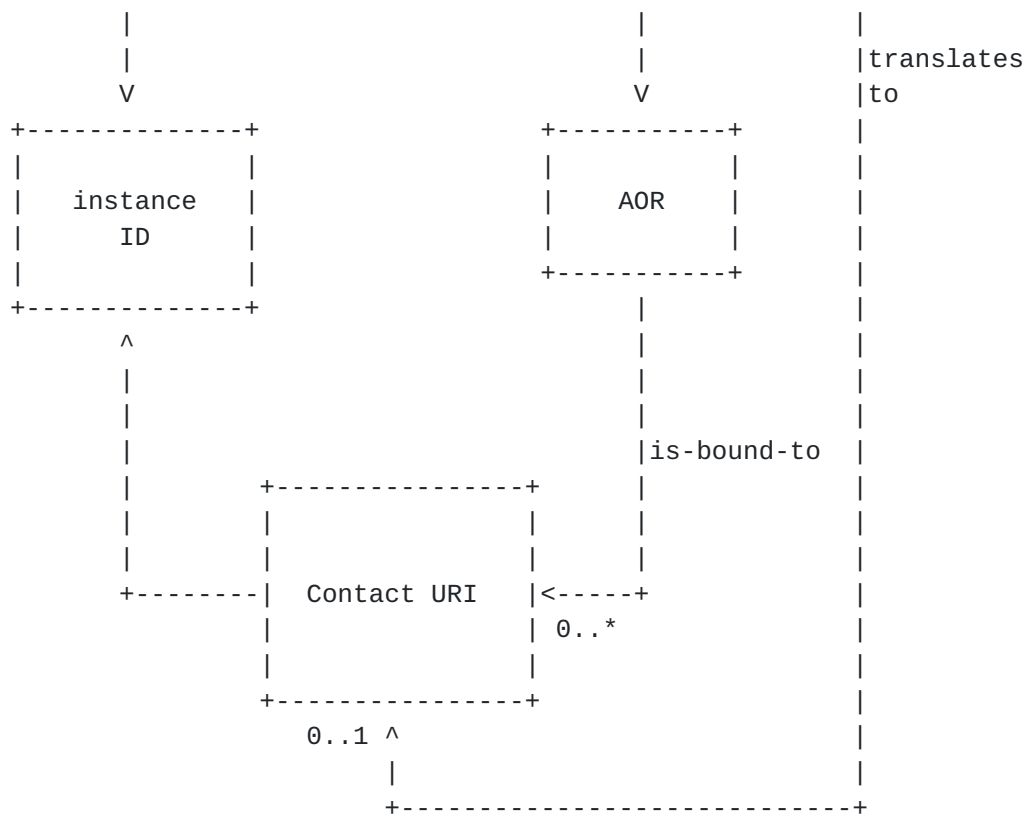 translates
to
instance
ID
AOR
is-bound-to
Contact URI
0..*
0..1